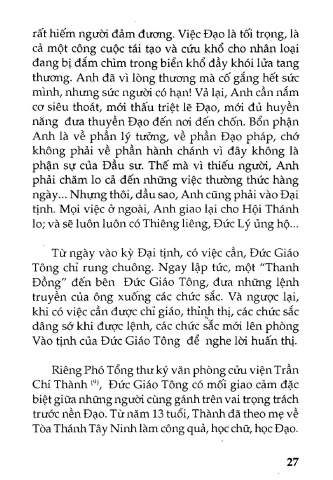 rất hiếm người đảm đương. Việc Đạo là tối trọng, là
cả một công cuộc tái tạo và cứu khổ cho nhân loại
đang bị đắm chìm trong biển khổ đầy khói lửa tang
thương. Anh đã vì lòng thương mà cố gắng hết sức
mình, nhưng sức người có hạn! Vả lại, Anh cần nắm
cơ siêu thoát, mới thấu triệt lẽ Đạo, mới đủ huyền
năng đưa thuyền Đạo đến nơi đến chốn. Bổn phận
Anh là về phần lý tưởng, về phần Đạo pháp, chớ
không phải về phần hành chánh vì đây không là
phận sự của Đầu sư. Thế mà vì thiếu người, Anh
phải chăm lo cả đến những việc thường thức hàng
ngày... Nhưng thôi, dầu sao, Anh cũng phải vào Đại
tịnh. Mọi việc ở ngoài, Anh giao lại cho Hội Thánh
lo; và sẽ luôn luôn có Thiêng liêng, Đức Lý ủng hộ...
Từ ngày vào kỳ Đại tịnh, có việc cần, Đức Giáo
Tông chỉ rung chuông. Ngay lập tức, một “Thanh
Đồng” đến bên Đức Giáo Tông, đưa những lệnh
truyền của ông xuống các chức sắc. Và ngược lại,
khi có việc cần được chỉ giáo, thỉnh thị, các chức sắc
dâng sớ khi được lệnh, các chức sắc mới lên phòng
Vào tịnh của Đức Giáo Tông để nghe lời huấn thị.
Riêng Phó Tổng thư ký văn phòng cửu viện Trần
Chí Thành (9), Đức Giáo Tông có mối giao cảm đặc
biệt giữa những người cùng gánh trên vai trọng trách
trước nền Đạo. Từ năm 13 tuổi, Thành đã theo mẹ về
Tòa Thánh Tây Ninh làm công quả, học chữ, học Đạo.
27